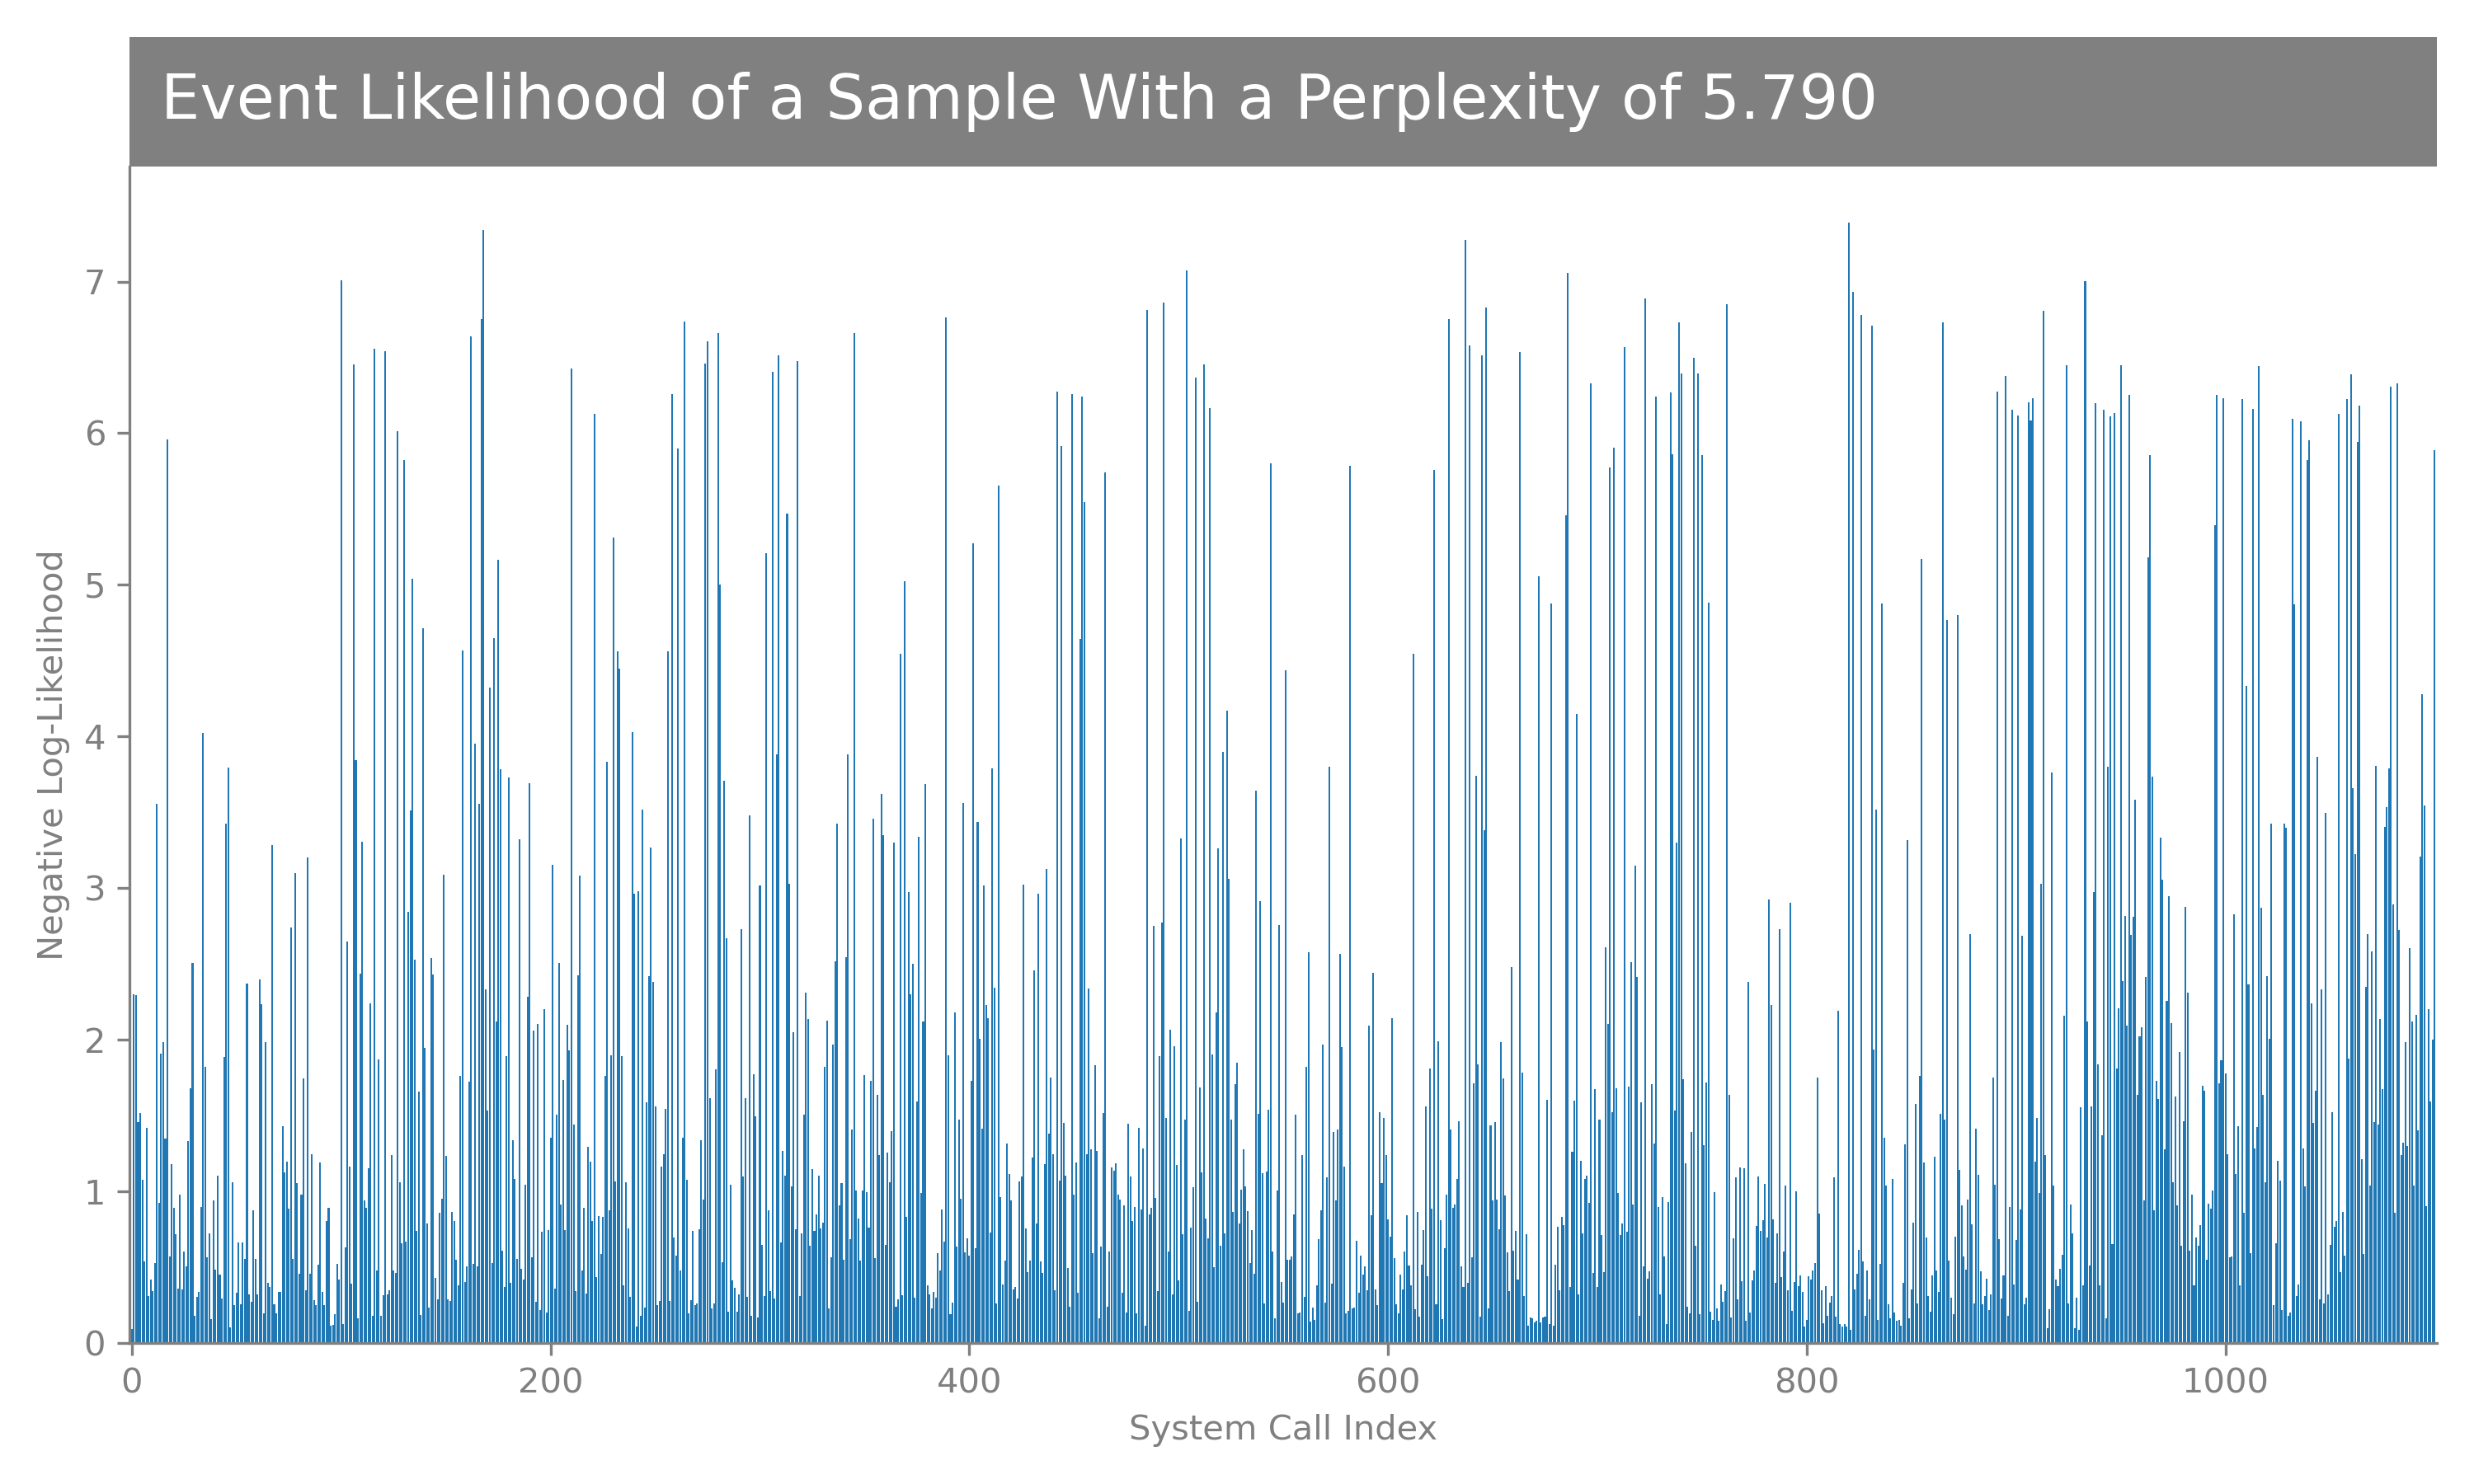 Event Likelihood of a Sample With a Perplexity of 5.790
7
6
5
4
3
2
1
0
Negative Log-Likelihood
0 200 400 600 800 1000
System Call Index